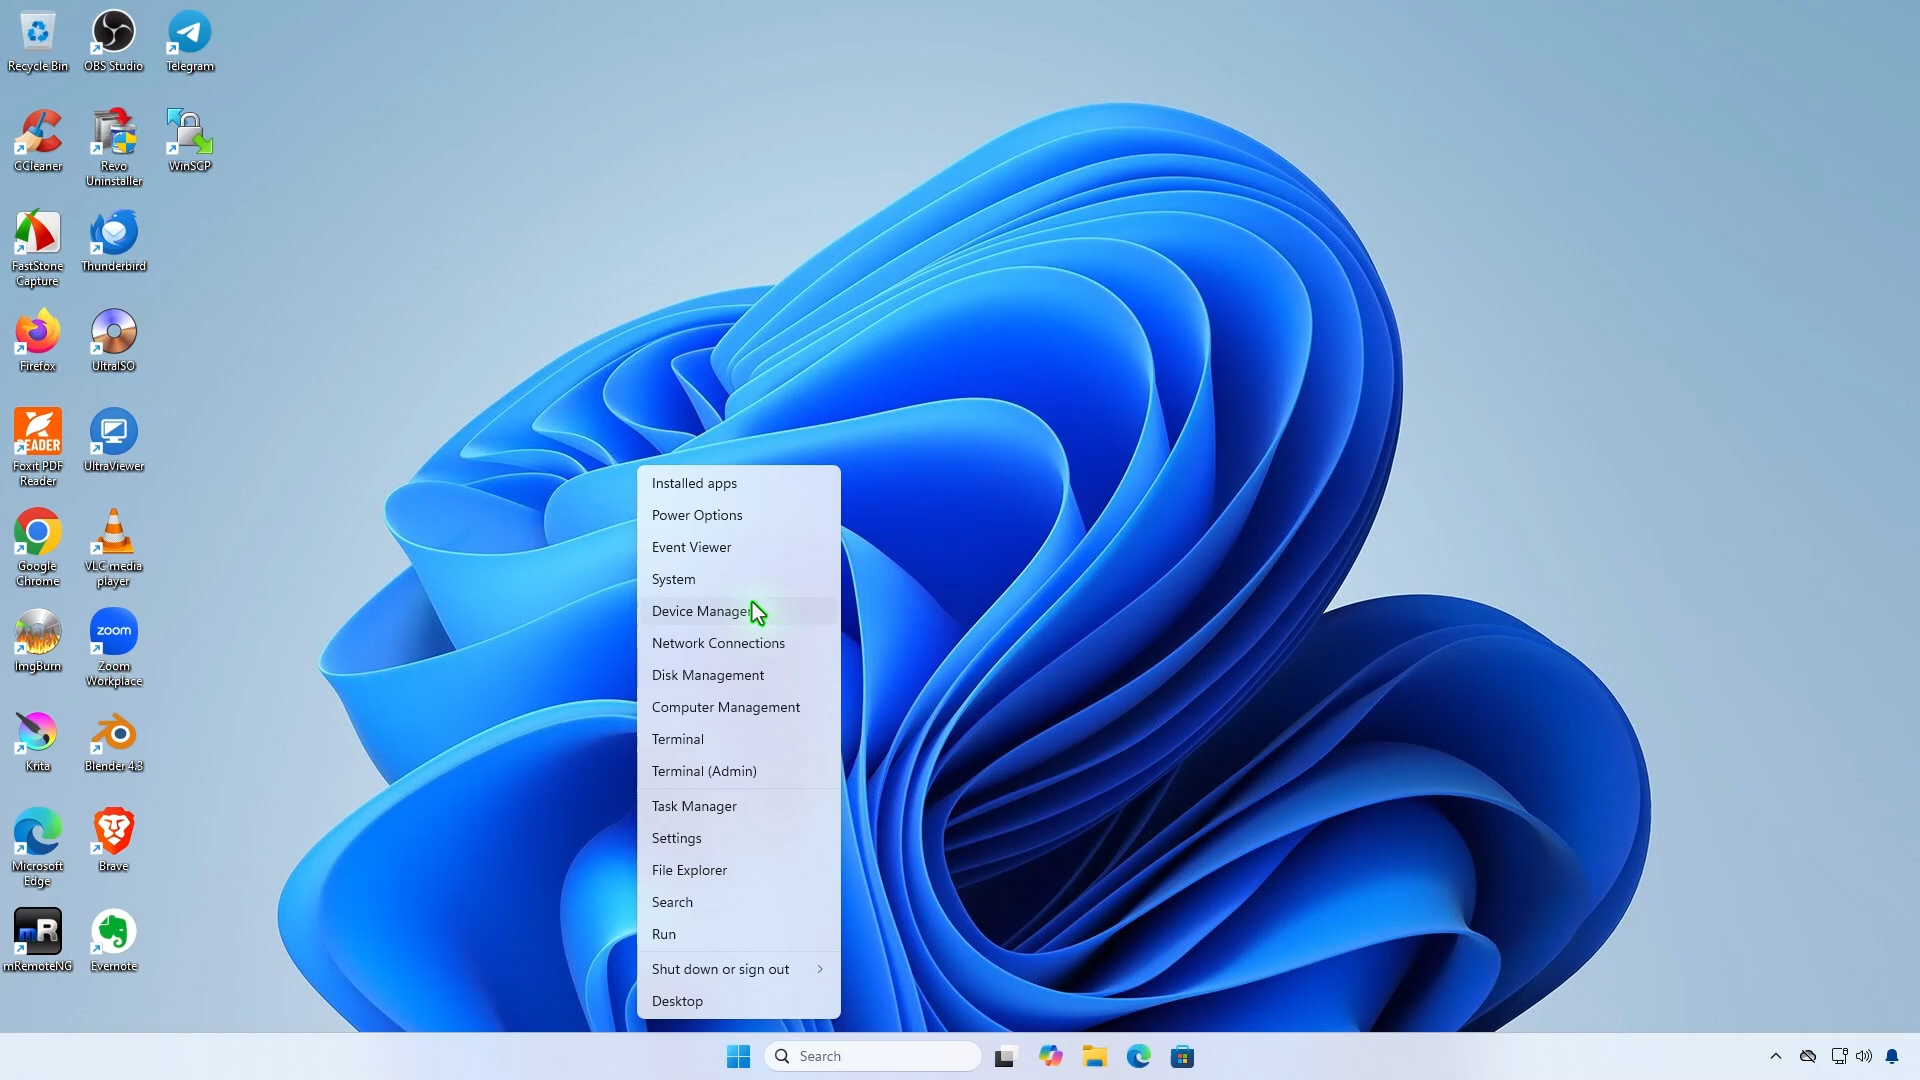 Recycle Bin
OBS Studio
Telegram
CCleaner
Revo
Uninstaller
WinSCP
FastStone
Capture
Thunderbird
Firefox
UltraISO
READER
Foxit PDF
Reader
UltraViewer
Google
Chrome
VLC media
player
ImgBurn
zoom
Zoom
Workplace
Krita
Blender 4.3
Microsoft
Edge
Brave
mR
mRemoteNG
Evernote
Installed apps
Power Options
Event Viewer
System
Device Manager
Network Connections
Disk Management
Computer Management
Terminal
Terminal (Admin)
Task Manager
Settings
File Explorer
Search
Run
Shut down or sign out
Desktop
Search